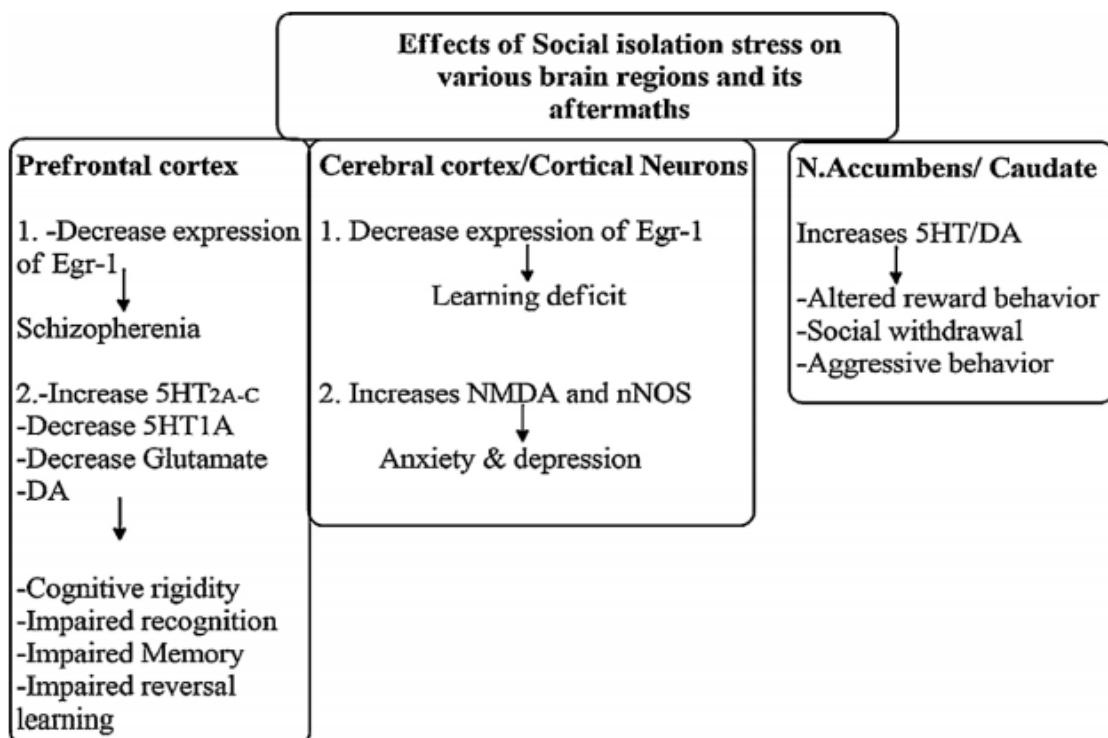 Effects of Social isolation stress on
various brain regions and its
aftermaths
Prefrontal cortex
1. -Decrease expression
of Egr-1
Schizopherenia
2.-Increase 5HT2A-C
-Decrease 5HT1A
-Decrease Glutamate
-DA
-Cognitive rigidity
-Impaired recognition
-Impaired Memory
-Impaired reversal
learning
Cerebral cortex/Cortical Neurons
1. Decrease expression of Egr-1
Learning deficit
2. Increases NMDA and nNOS
Anxiety & depression
N.Accumbens/ Caudate
Increases 5HT/DA
-Altered reward behavior
-Social withdrawal
-Aggressive behavior